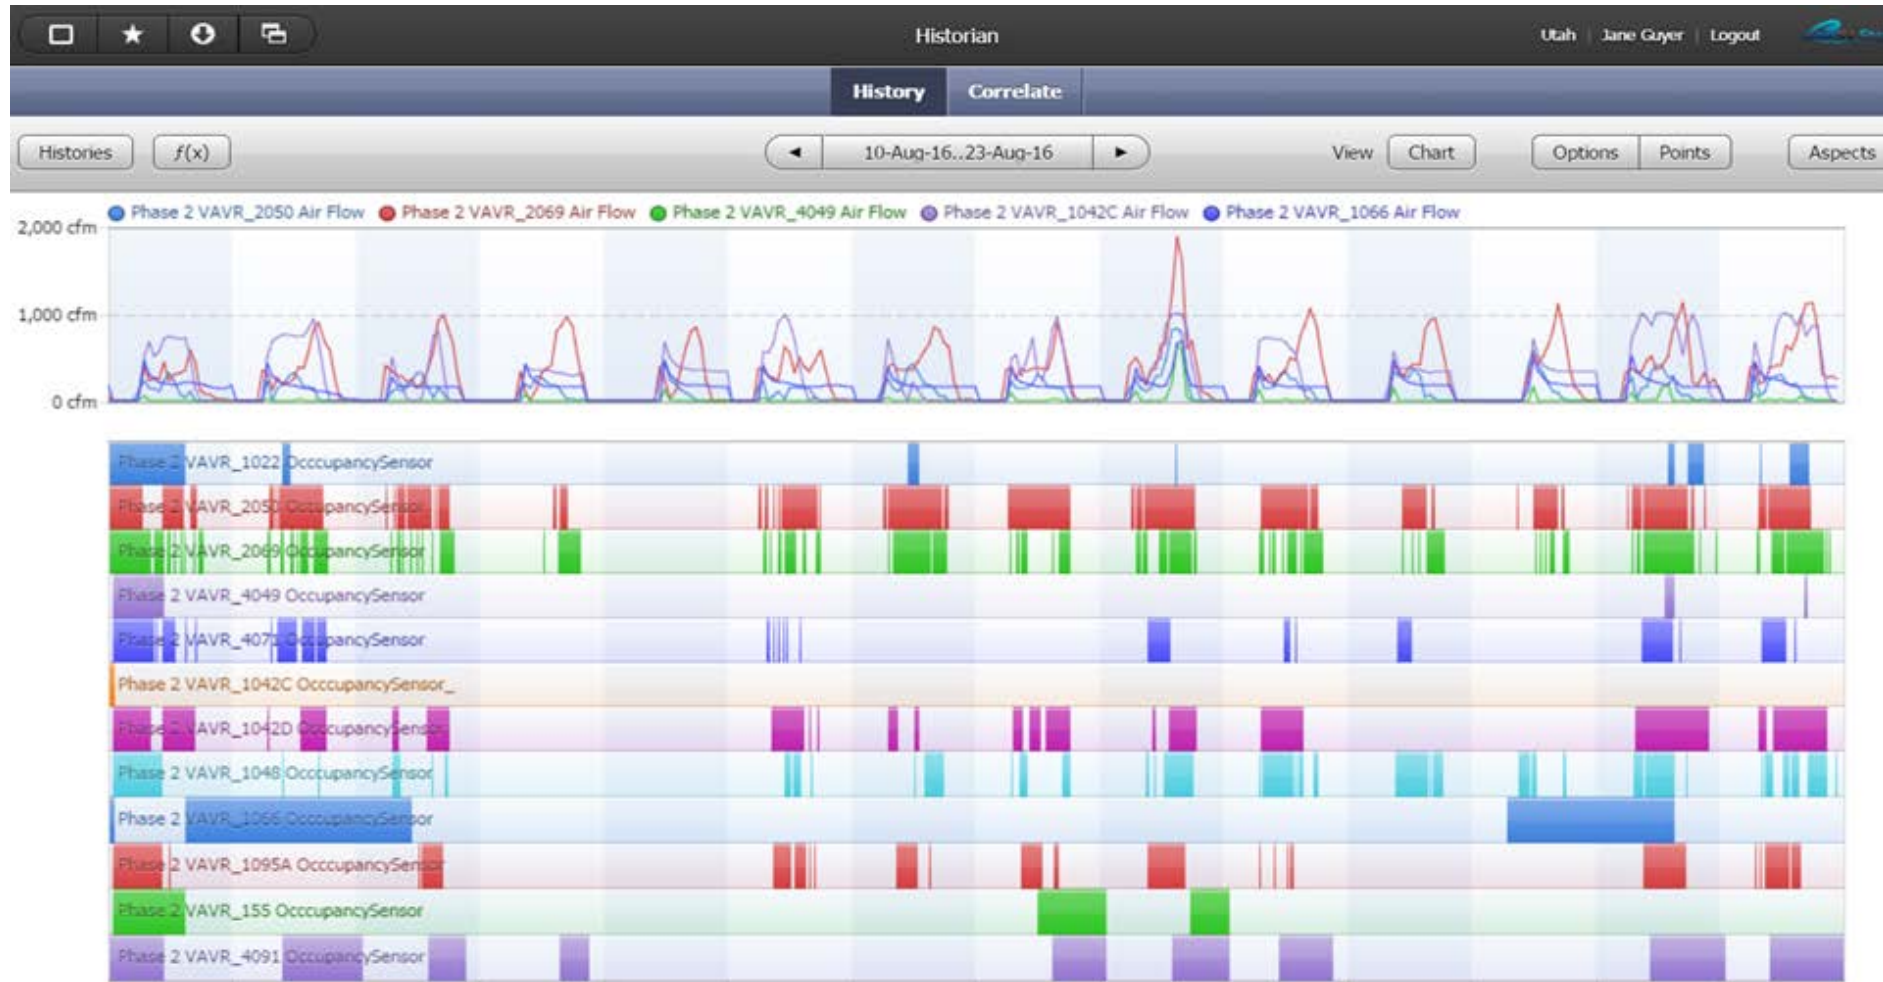 Historian
Utah Jane Guyer Logout
History Correlate
Histories f(x) 10-Aug-16..23-Aug-16 View Chart Options Points Aspects
Phase 2 VAVR_2050 Air Flow Phase 2 VAVR_2069 Air Flow Phase 2 VAVR_4049 Air Flow Phase 2 VAVR_1042C Air Flow Phase 2 VAVR_1066 Air Flow
2,000 cfm
1,000 cfm
0 cfm
Phase 2 VAVR_1022 OcccupancySensor
Phase 2 VAVR_2050 OccupancySensor
Phase 2 VAVR_2069 OccupancySensor
Phase 2 VAVR_4049 OccupancySensor
Phase 2 VAVR_4071 OccupancySensor
Phase 2 VAVR_1042C OcccupancySensor_
Phase 2 VAVR_1042D OcccupancySensor
Phase 2 VAVR_1048 OcccupancySensor
Phase 2 VAVR_1066 OcccupancySensor
Phase 2 VAVR_1095A OcccupancySensor
Phase 2 VAVR_155 OcccupancySensor
Phase 2 VAVR_4091 OccupancySensor